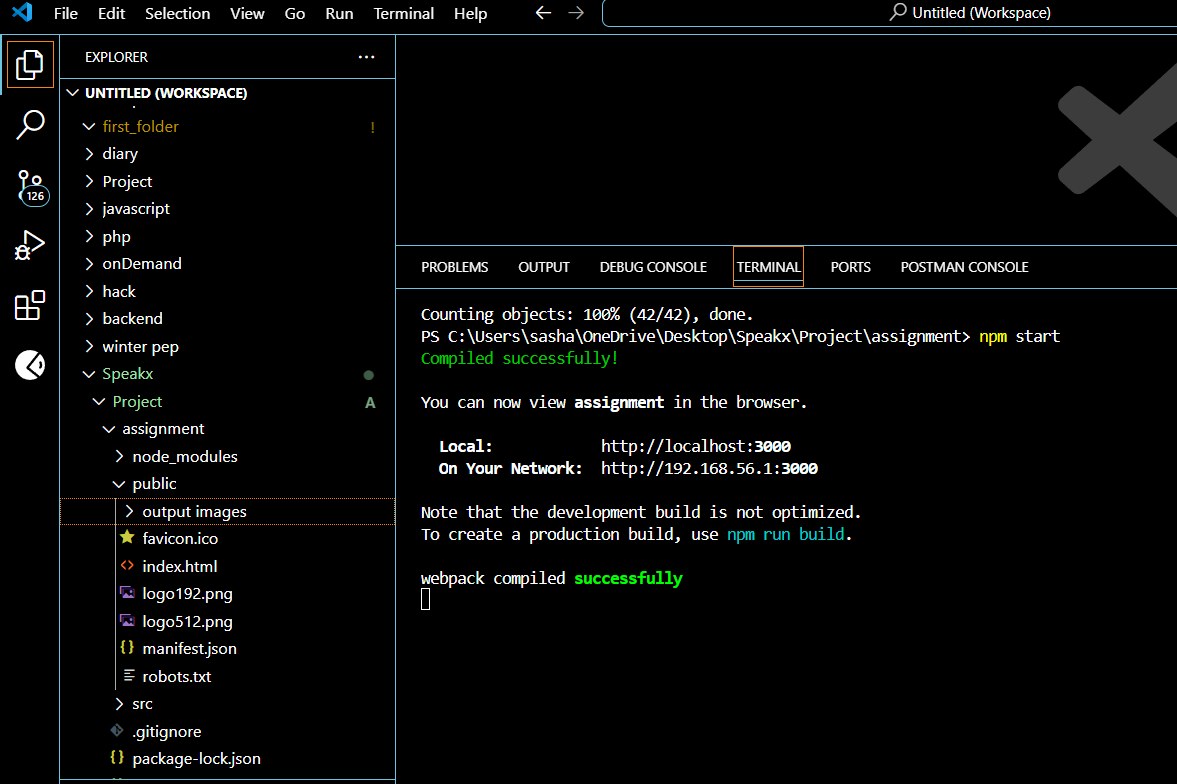 File Edit Selection View Go Run Terminal Help
Untitled (Workspace)
EXPLORER
UNTITLED (WORKSPACE)
first_folder !
diary
Project
javascript
php
onDemand
hack
backend
winter pep
Speakx
Project A
assignment
node_modules
public
output images
favicon.ico
index.html
logo192.png
logo512.png
manifest.json
robots.txt
src
.gitignore
package-lock.json
126
PROBLEMS OUTPUT DEBUG CONSOLE TERMINAL PORTS POSTMAN CONSOLE
Counting objects: 100% (42/42), done.
PS C:\Users\sasha\OneDrive\Desktop\Speakx\Project\assignment> npm start
Compiled successfully!
You can now view assignment in the browser.
Local: http://localhost:3000
On Your Network: http://192.168.56.1:3000
Note that the development build is not optimized.
To create a production build, use npm run build.
webpack compiled successfully